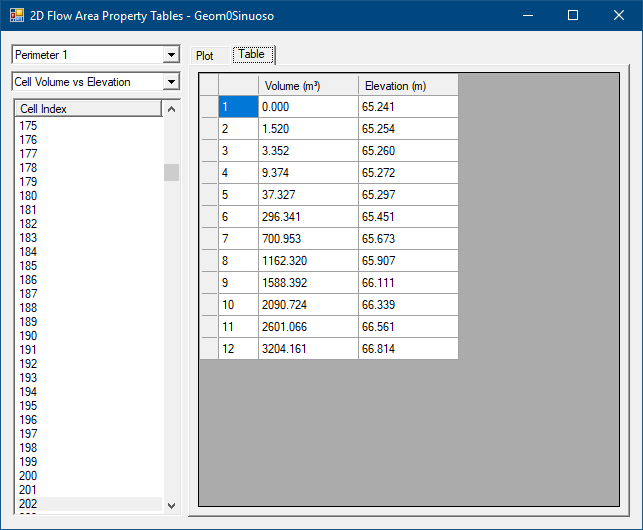 2D Flow Area Property Tables - Geom0Sinuoso
Perimeter 1
Cell Volume vs Elevation
Cell Index
175
176
177
178
179
180
181
182
183
184
185
186
187
188
189
190
191
192
193
194
195
196
197
198
199
200
201
202
Plot
Table
Volume (m³) Elevation (m)
1 0.000 65.241
2 1.520 65.254
3 3.352 65.260
4 9.374 65.272
5 37.327 65.297
6 296.341 65.451
7 700.953 65.673
8 1162.320 65.907
9 1588.392 66.111
10 2090.724 66.339
11 2601.066 66.561
12 3204.161 66.814